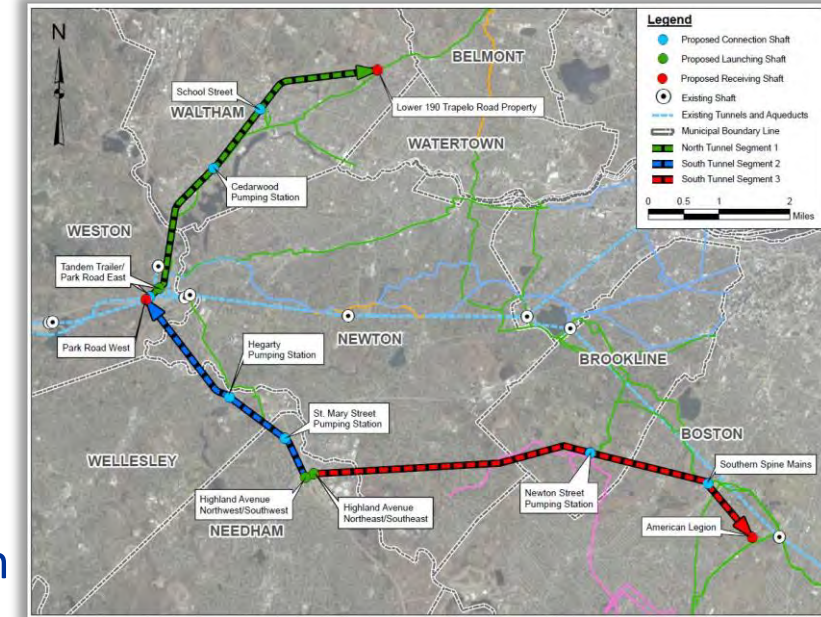 N
Legend
Proposed Connection Shaft
Proposed Launching Shaft
Proposed Receiving Shaft
Existing Shaft
Existing Tunnels and Aqueducts
Municipal Boundary Line
North Tunnel Segment 1
South Tunnel Segment 2
South Tunnel Segment 3
0 0.5 1 2
Miles
BELMONT
School Street
WALTHAM
Lower 190 Trapelo Road Property
WATERTOWN
Cedarwood
Pumping Station
WESTON
Tandem Trailer/
Park Road East
Park Road West
NEWTON
Hegarty
Pumping Station
BROOKLINE
St. Mary Street
Pumping Station
BOSTON
WELLESLEY
Southern Spine Mains
Newton Street
Pumping Station
Highland Avenue
Northwest/Southwest
Highland Avenue
Northeast/Southeast
American Legion
NEEDHAM